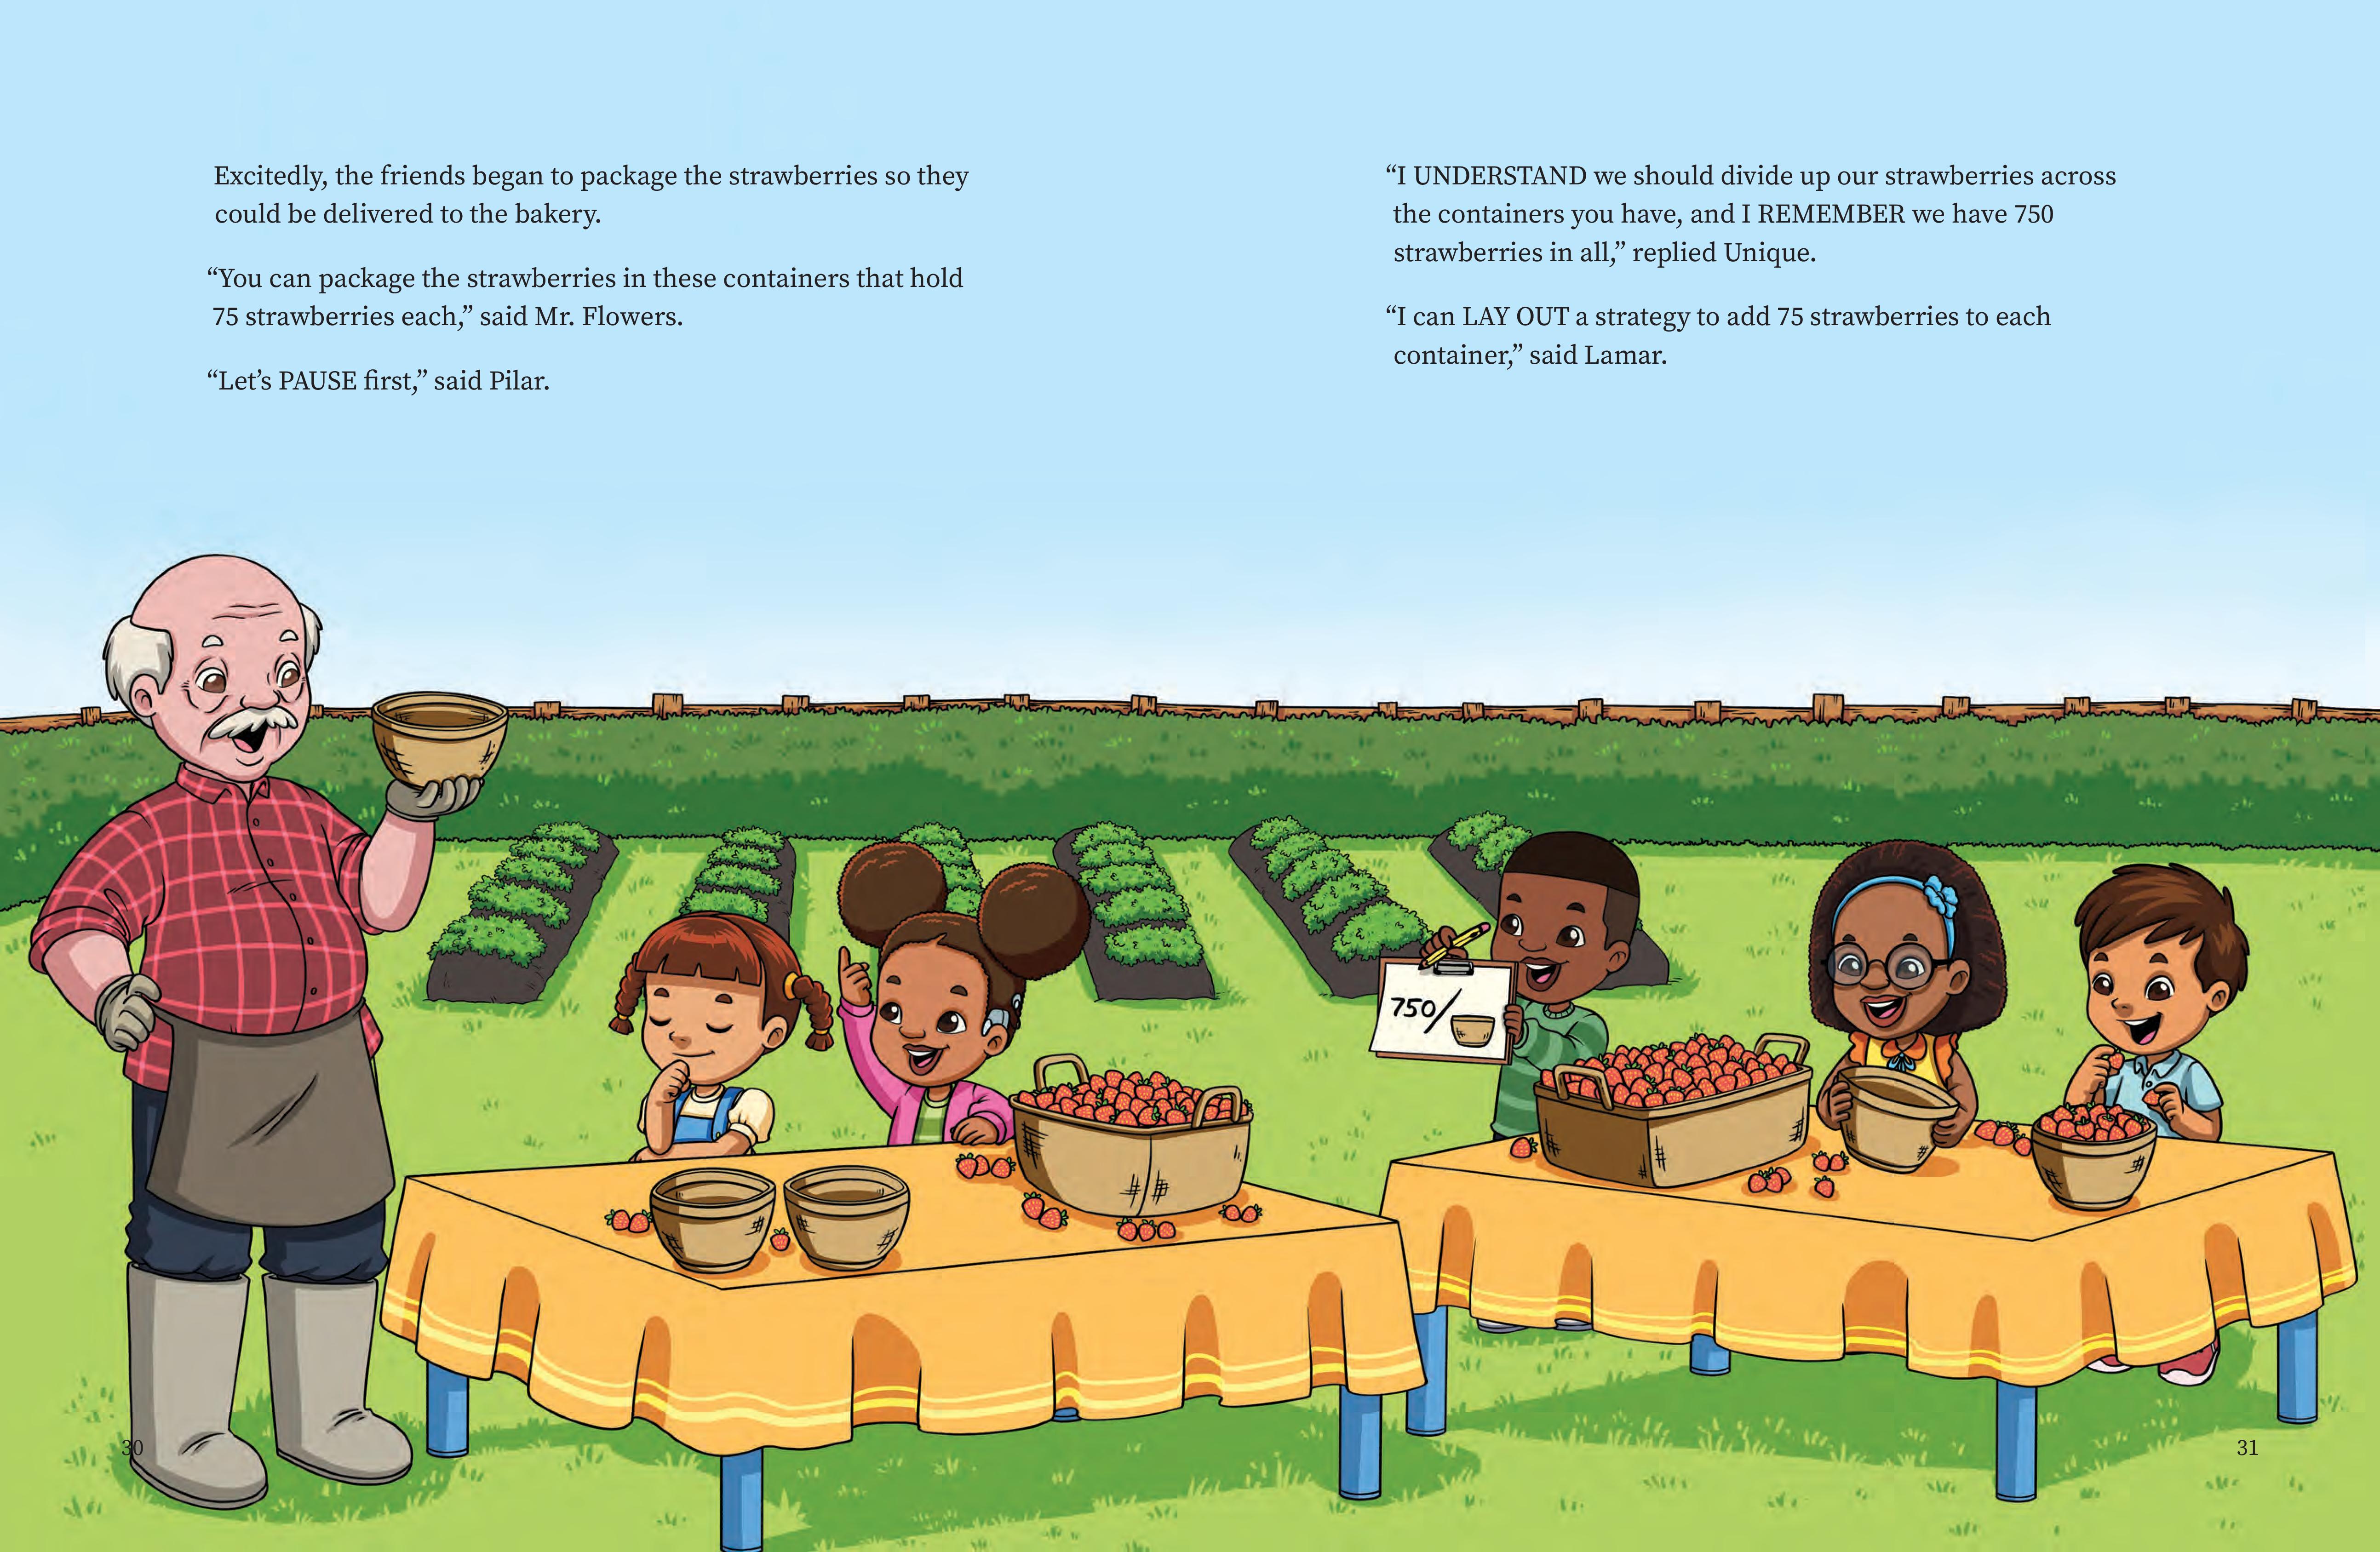 Excitedly, the friends began to package the strawberries so they
could be delivered to the bakery.
“You can package the strawberries in these containers that hold
75 strawberries each,” said Mr. Flowers.
“Let’s PAUSE first,” said Pilar.
“I UNDERSTAND we should divide up our strawberries across
the containers you have, and I REMEMBER we have 750
strawberries in all,” replied Unique.
“I can LAY OUT a strategy to add 75 strawberries to each
container,” said Lamar.
750/
30
31